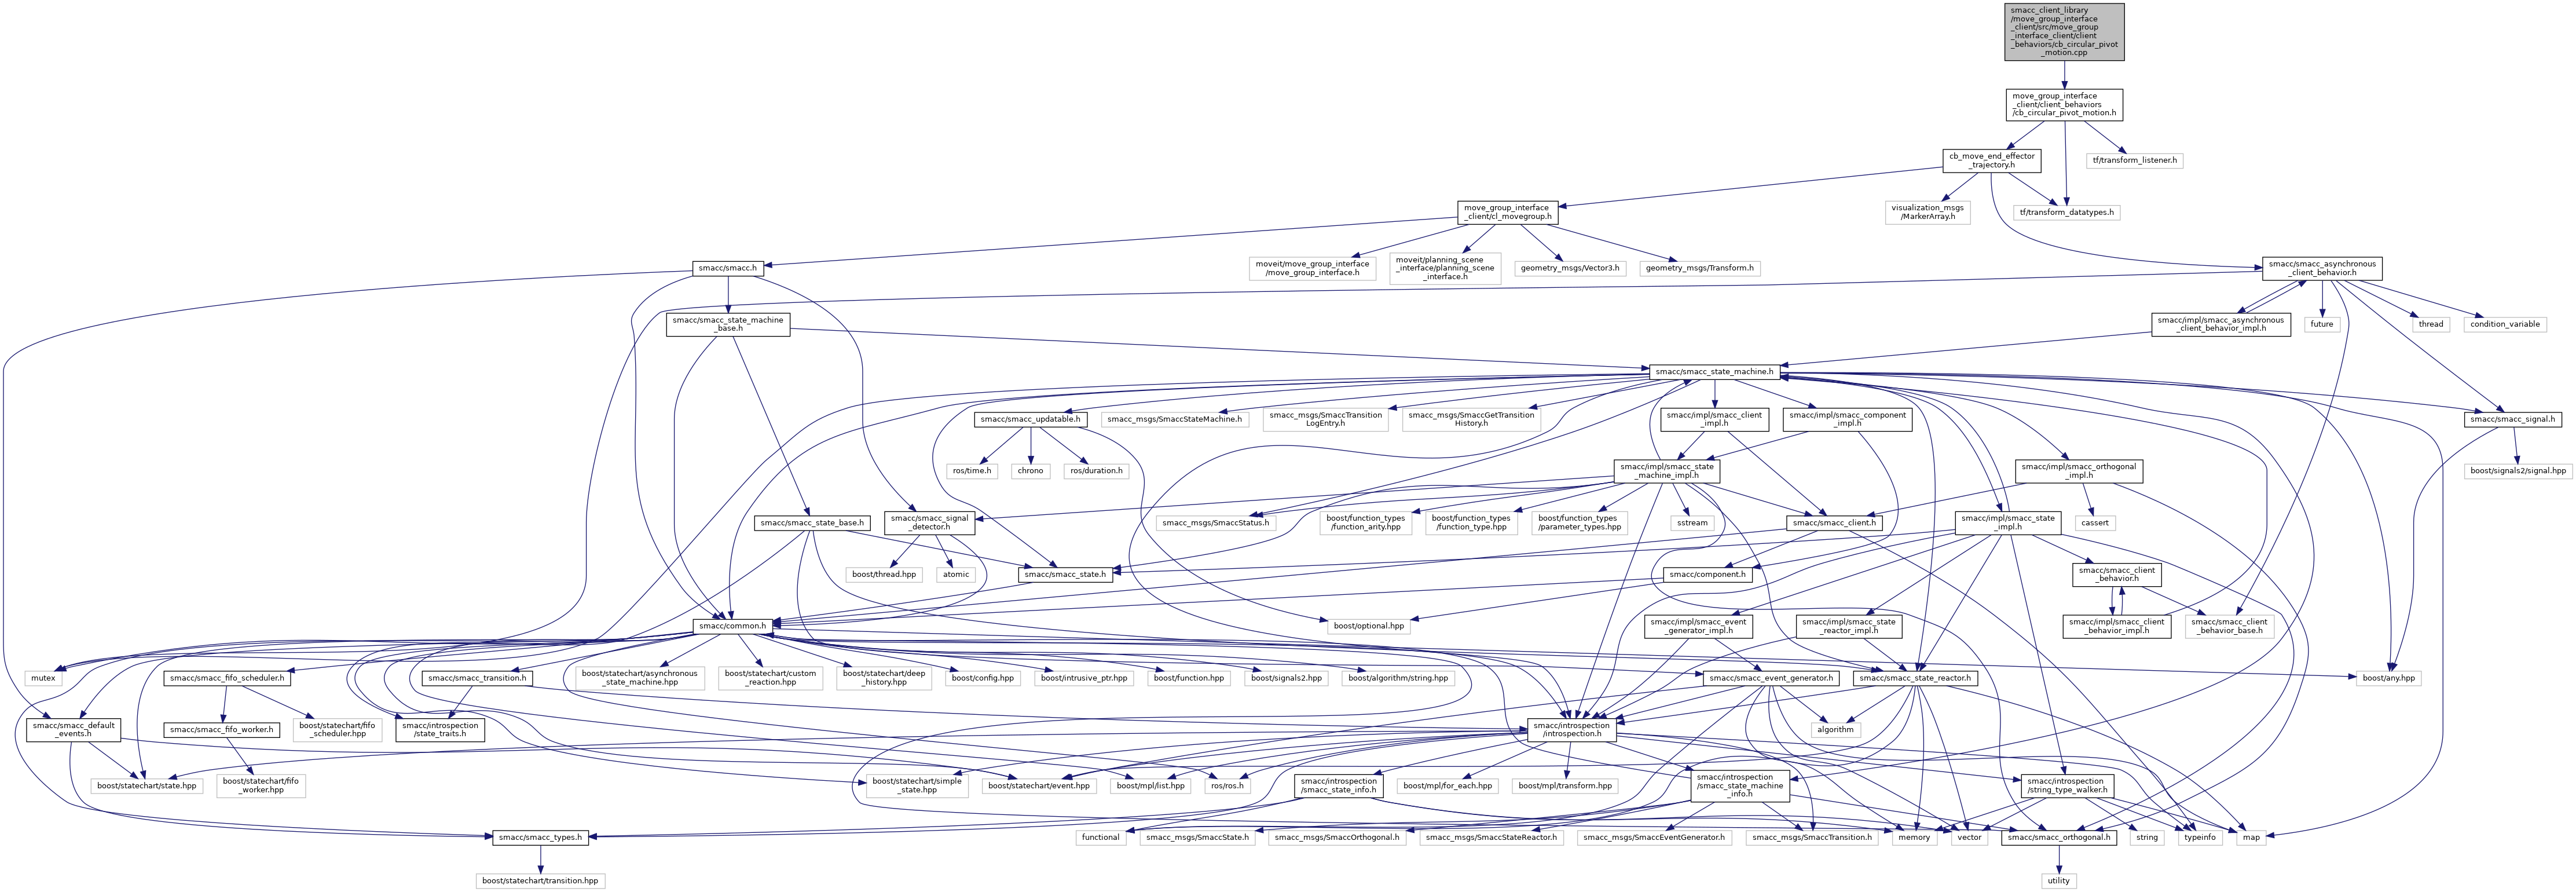 smacc_client_library
/move_group_interface
_client/src/move_group
_interface_client/client
_behaviors/cb_circular_pivot
_motion.cpp
move_group_interface
_client/client_behaviors
/cb_circular_pivot_motion.h
cb_move_end_effector
_trajectory.h
tf/transform_listener.h
move_group_interface
_client/cl_movegroup.h
visualization_msgs
/MarkerArray.h
tf/transform_datatypes.h
smacc/smacc.h
moveit/move_group_interface
/move_group_interface.h
moveit/planning_scene
_interface/planning_scene
_interface.h
geometry_msgs/Vector3.h
geometry_msgs/Transform.h
smacc/smacc_asynchronous
_client_behavior.h
smacc/smacc_state_machine
_base.h
smacc/impl/smacc_asynchronous
_client_behavior_impl.h
future
thread
condition_variable
smacc/smacc_state_machine.h
smacc/smacc_updatable.h
smacc_msgs/SmaccStateMachine.h
smacc_msgs/SmaccTransition
LogEntry.h
smacc_msgs/SmaccGetTransition
History.h
smacc/impl/smacc_client
_impl.h
smacc/impl/smacc_component
_impl.h
smacc/smacc_signal.h
ros/time.h
chrono
ros/duration.h
smacc/impl/smacc_state
_machine_impl.h
smacc/impl/smacc_orthogonal
_impl.h
boost/signals2/signal.hpp
smacc/smacc_state_base.h
smacc/smacc_signal
_detector.h
smacc_msgs/SmaccStatus.h
boost/function_types
/function_arity.hpp
boost/function_types
/function_type.hpp
boost/function_types
/parameter_types.hpp
sstream
smacc/smacc_client.h
smacc/impl/smacc_state
_impl.h
cassert
boost/thread.hpp
atomic
smacc/smacc_state.h
smacc/component.h
smacc/smacc_client
_behavior.h
smacc/common.h
boost/optional.hpp
smacc/impl/smacc_event
_generator_impl.h
smacc/impl/smacc_state
_reactor_impl.h
smacc/impl/smacc_client
_behavior_impl.h
smacc/smacc_client
_behavior_base.h
mutex
smacc/smacc_fifo_scheduler.h
smacc/smacc_transition.h
boost/statechart/asynchronous
_state_machine.hpp
boost/statechart/custom
_reaction.hpp
boost/statechart/deep
_history.hpp
boost/config.hpp
boost/intrusive_ptr.hpp
boost/function.hpp
boost/signals2.hpp
boost/algorithm/string.hpp
smacc/smacc_event_generator.h
smacc/smacc_state_reactor.h
boost/any.hpp
smacc/smacc_default
_events.h
smacc/smacc_fifo_worker.h
boost/statechart/fifo
_scheduler.hpp
smacc/introspection
/state_traits.h
smacc/introspection
/introspection.h
algorithm
boost/statechart/state.hpp
boost/statechart/fifo
_worker.hpp
boost/statechart/simple
_state.hpp
boost/statechart/event.hpp
boost/mpl/list.hpp
ros/ros.h
smacc/introspection
/smacc_state_info.h
boost/mpl/for_each.hpp
boost/mpl/transform.hpp
smacc/introspection
/smacc_state_machine
_info.h
smacc/introspection
/string_type_walker.h
smacc/smacc_types.h
functional
smacc_msgs/SmaccState.h
smacc_msgs/SmaccOrthogonal.h
smacc_msgs/SmaccStateReactor.h
smacc_msgs/SmaccEventGenerator.h
smacc_msgs/SmaccTransition.h
memory
vector
smacc/smacc_orthogonal.h
string
typeinfo
map
boost/statechart/transition.hpp
utility